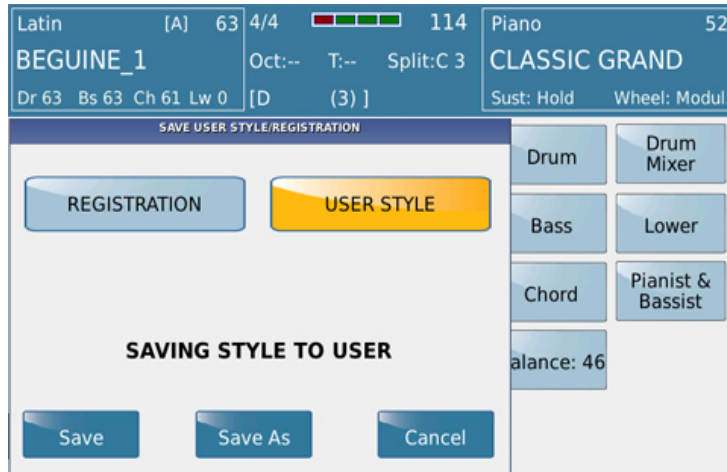 Latin [A] 63
BEGUINE_1
Dr 63 Bs 63 Ch 61 Lw 0
4/4 114
Oct:-- T:-- Split:C 3
[D (3) ]
Piano 52
CLASSIC GRAND
Sust: Hold Wheel: Modul
SAVE USER STYLE/REGISTRATION
REGISTRATION USER STYLE
SAVING STYLE TO USER
Save Save As Cancel
Drum
Drum
Mixer
Bass
Lower
Chord
Pianist &
Bassist
alance: 46